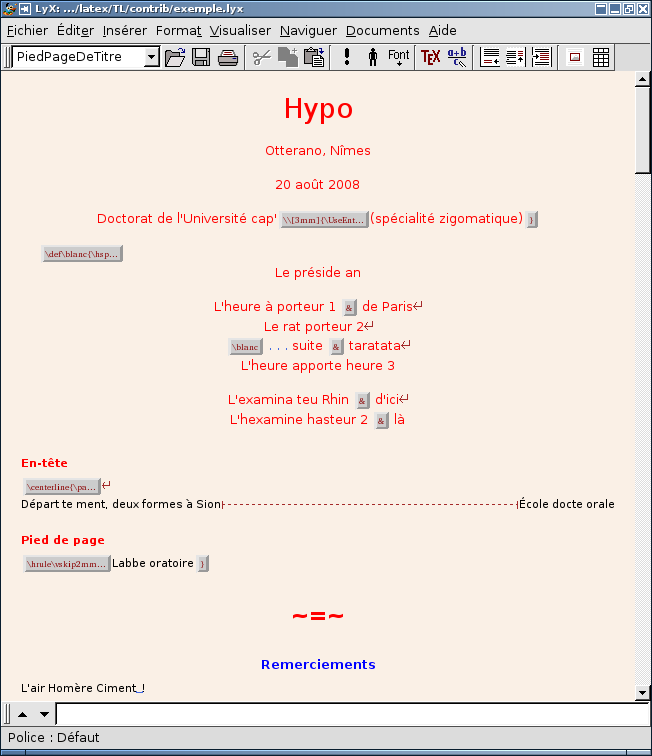 LyX: .../latex/TL/contrib/exemple.lyx
Fichier Éditer Insérer Format Visualiser Naviguer Documents Aide
PiedPageDeTitre Font TEX a+b c
Hypo
Otterano, Nîmes
20 août 2008
Doctorat de l'Université cap' \\[3mm]{\UseEnt... (spécialité zigomatique) }
\def\blanc{\hsp...
Le préside an
L'heure à porteur 1 & de Paris↵
Le rat porteur 2↵
\blanc . . . suite & taratata↵
L'heure apporte heure 3
L'examina teu Rhin & d'ici↵
L'hexamine hasteur 2 & là
En-tête
\centerline{\pa... ↵
Départ te ment, deux formes à Sion École docte orale
Pied de page
\hrule\vskip2mm... Labbe oratoire }
~=~
Remerciements
L'air Homère Ciment !
Police : Défaut